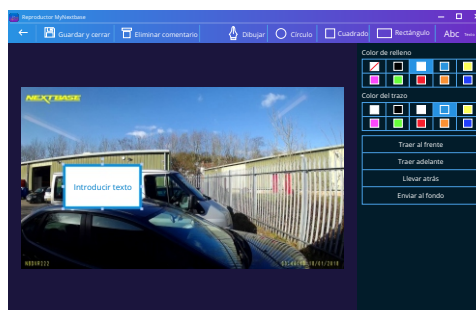 Reproductor MyNextbase
Guardar y cerrar
Eliminar comentario
Dibujar
Círculo
Cuadrado
Rectángulo
Abc Texto
Color de relleno
Color del trazo
Traer al frente
Traer adelante
Llevar atrás
Enviar al fondo
NEXTBASE
Introducir texto